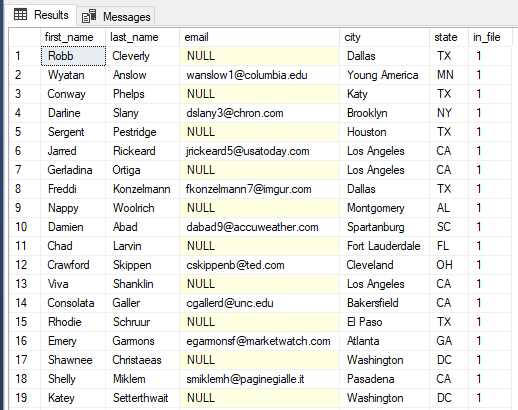 Results Messages
first_name last_name email city state in_file
1 Robb Cleverly NULL Dallas TX 1
2 Wyatan Anslow wanslow1@columbia.edu Young America MN 1
3 Conway Phelps NULL Katy TX 1
4 Darline Slany dslany3@chron.com Brooklyn NY 1
5 Sergent Pestridge NULL Houston TX 1
6 Jarred Rickeard jrickeard5@usatoday.com Los Angeles CA 1
7 Gerladina Ortiga NULL Los Angeles CA 1
8 Freddi Konzelmann fkonzelmann7@imgur.com Dallas TX 1
9 Nappy Woolrich NULL Montgomery AL 1
10 Damien Abad dabad9@accuweather.com Spartanburg SC 1
11 Chad Larvin NULL Fort Lauderdale FL 1
12 Crawford Skippen cskippenb@ted.com Cleveland OH 1
13 Viva Shanklin NULL Los Angeles CA 1
14 Consolata Galler cgallerd@unc.edu Bakersfield CA 1
15 Rhodie Schruur NULL El Paso TX 1
16 Emery Garmons egarmonsf@marketwatch.com Atlanta GA 1
17 Shawnee Christaeas NULL Washington DC 1
18 Shelly Miklem smiklemh@paginegialle.it Pasadena CA 1
19 Katey Setterthwait NULL Washington DC 1